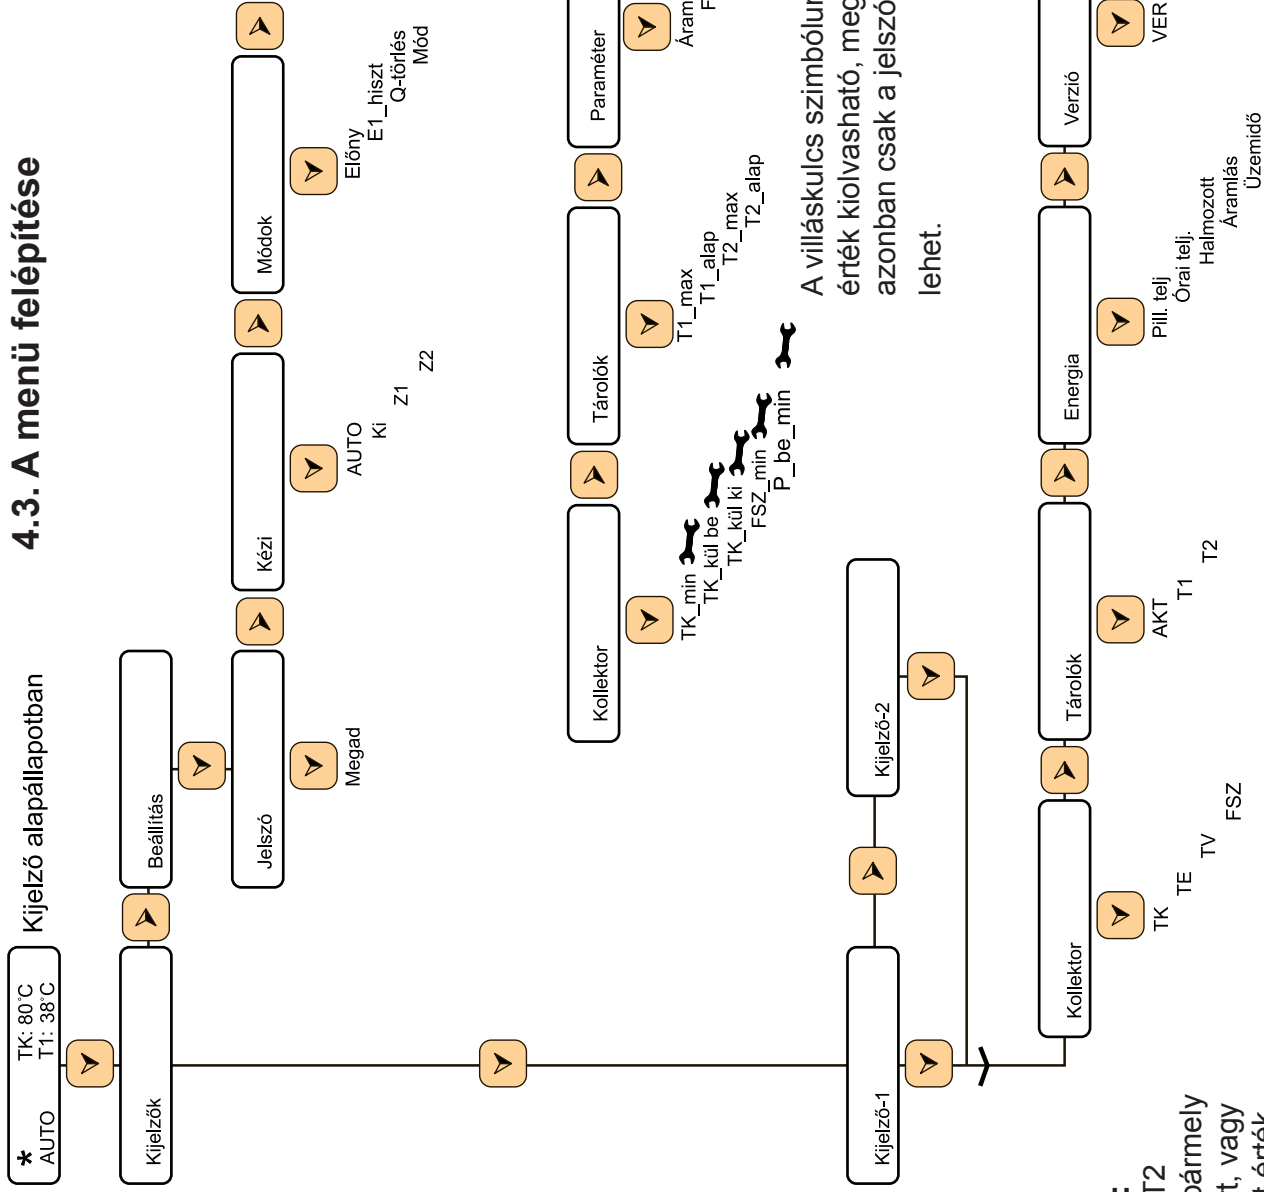 4.3. A menü felépítése
Kijelző alapállapotban
*
AUTO
TK: 80°C
T1: 38°C
Kijelzők
Beállítás
Jelszó
Megad
Kézi
AUTO
Ki
Z1
Z2
Módok
Előny
E1_hiszt
Q-törlés
Mód
Kollektor
TK_min
TK_kül be
TK_kül ki
FSZ_min
P_be_min
Tárolók
T1_max
T1_alap
T2_max
T2_alap
Paraméter
Áram
F
A villáskulcs szimbólu
érték kiolvasható, meg
azonban csak a jelszó
lehet.
Kijelző-1
Kijelző-2
Kollektor
TK
TE
TV
FSZ
Tárolók
AKT
T1
T2
Energia
Pill. telj
Órai telj.
Halmozott
Áramlás
Üzemidő
Verzió
VER
:
T2
bármely
t, vagy
t érték